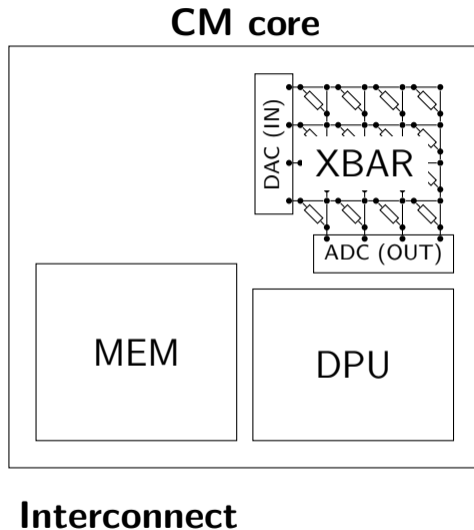 CM core
DAC (IN)
XBAR
ADC (OUT)
MEM
DPU
Interconnect